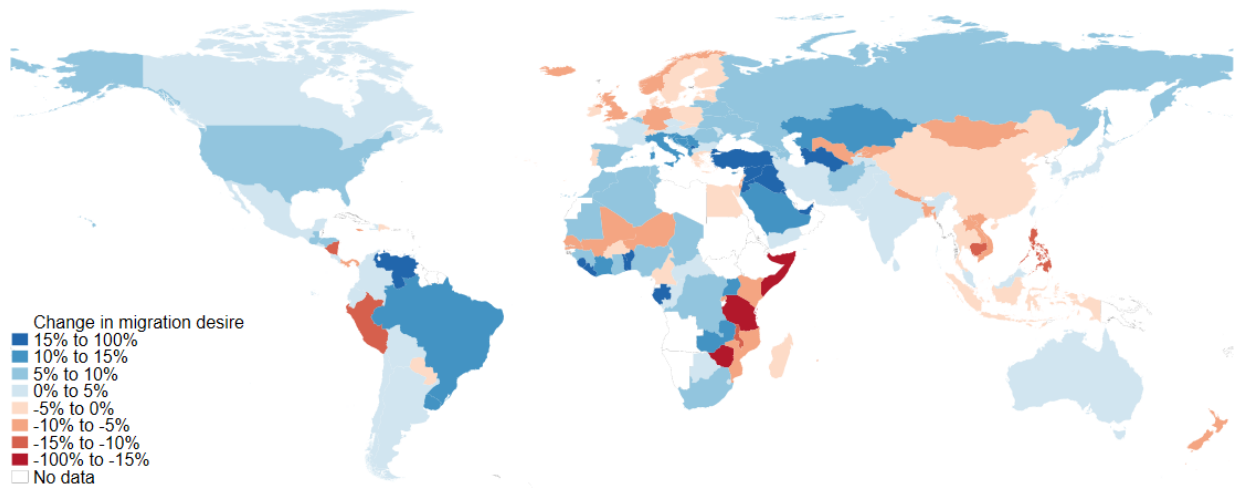 Change in migration desire
15% to 100%
10% to 15%
5% to 10%
0% to 5%
-5% to 0%
-10% to -5%
-15% to -10%
-100% to -15%
No data